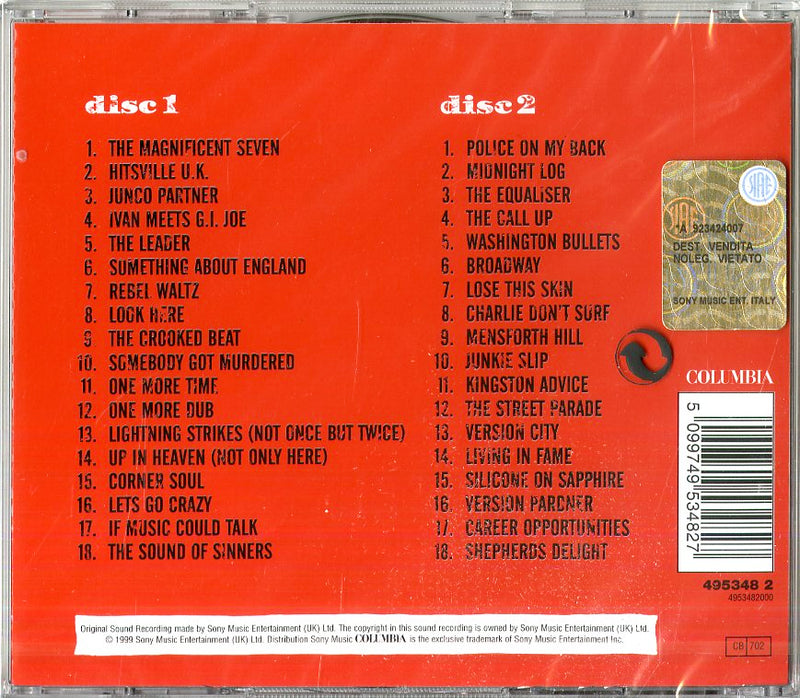 disc 1
1. THE MAGNIFICENT SEVEN
2. HITSVILLE U.K.
3. JUNCO PARTNER
4. IVAN MEETS G.I. JOE
5. THE LEADER
6. SOMETHING ABOUT ENGLAND
7. REBEL WALTZ
8. LOOK HERE
9 THE CROOKED BEAT
10. SOMEBODY GOT MURDERED
11. ONE MORE TIME
12. ONE MORE DUB
13. LIGHTNING STRIKES (NOT ONCE BUT TWICE)
14. UP IN HEAVEN (NOT ONLY HERE)
15. CORNER SOUL
16. LETS GO CRAZY
17. IF MUSIC COULD TALK
18. THE SOUND OF SINNERS
disc 2
1. POLICE ON MY BACK
2. MIDNIGHT LOG
3. THE EQUALISER
4. THE CALL UP
5. WASHINGTON BULLETS
6. BROADWAY
7. LOSE THIS SKIN
8. CHARLIE DON'T SURF
9. MENSFORTH HILL
10. JUNKIE SLIP
11. KINGSTON ADVICE
12. THE STREET PARADE
13. VERSION CITY
14. LIVING IN FAME
15. SILICONE ON SAPPHIRE
16. VERSION PARDNER
17. CAREER OPPORTUNITIES
18. SHEPHERDS DELIGHT
*A 923424007
DEST. VENDITA
NOLEG. VIETATO
SONY MUSIC ENT. ITALY
COLUMBIA
5 099749 534827
495348 2
4953482000
CB 702
Original Sound Recording made by Sony Music Entertainment (UK) Ltd. The copyright in this sound recording is owned by Sony Music Entertainment (UK) Ltd.
© 1999 Sony Music Entertainment (UK) Ltd. Distribution Sony Music COLUMBIA is the exclusive trademark of Sony Music Entertainment Inc.